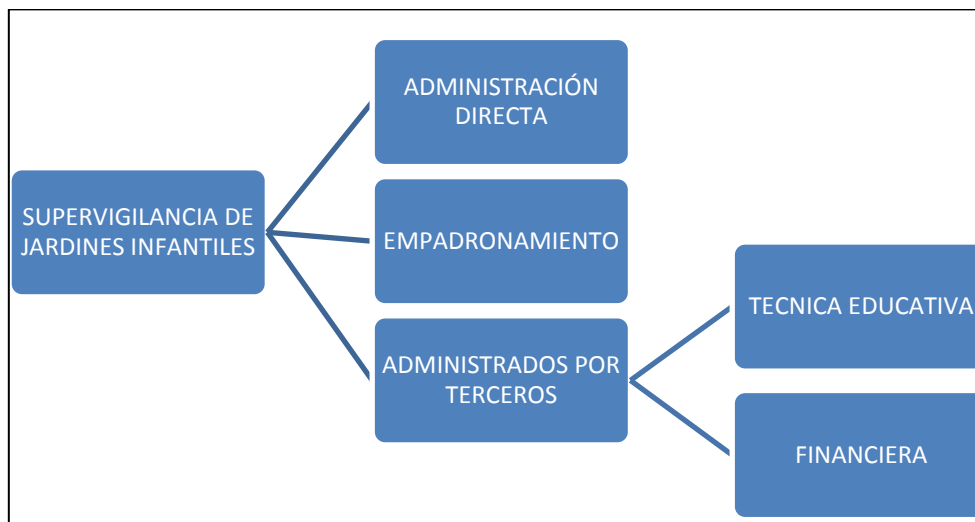 SUPERVIGILANCIA DE
JARDINES INFANTILES
ADMINISTRACIÓN
DIRECTA
EMPADRONAMIENTO
ADMINISTRADOS POR
TERCEROS
TECNICA EDUCATIVA
FINANCIERA